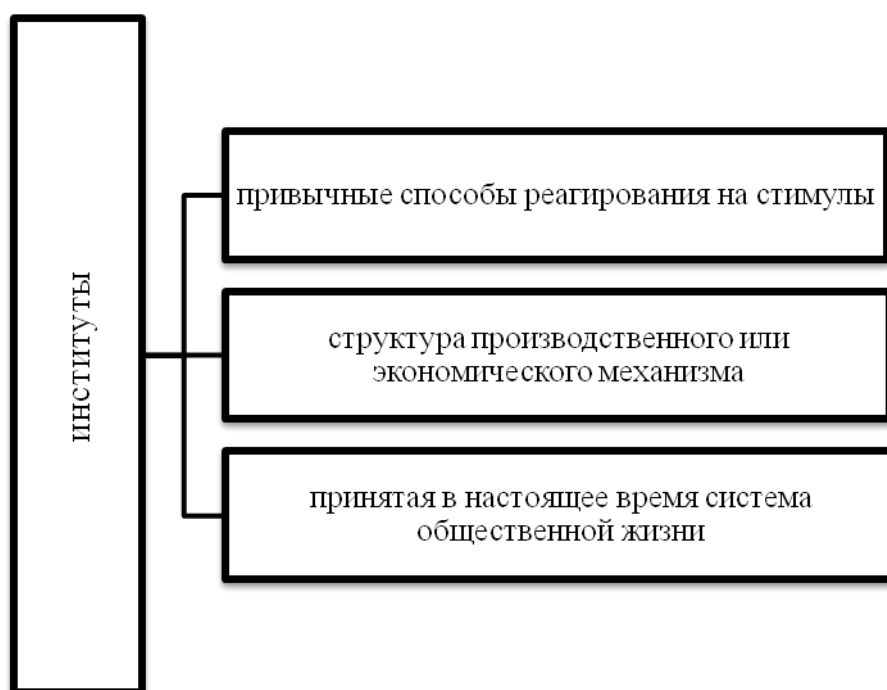 институты
привычные способы реагирования на стимулы
структура производственного или
экономического механизма
принятая в настоящее время система
общественной жизни